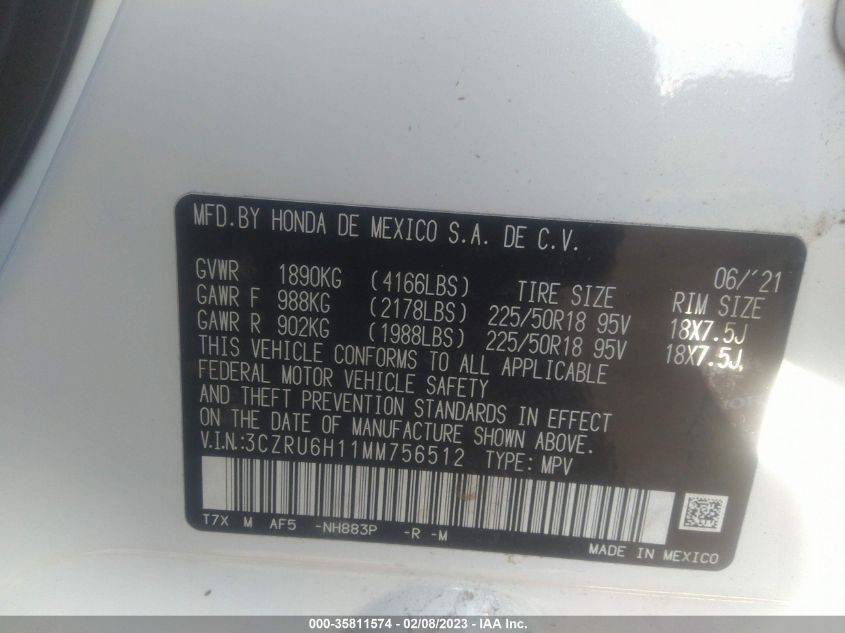 MFD.BY HONDA DE MEXICO S.A. DE C.V.
GVWR 1890KG (4166LBS) TIRE SIZE 06/'21 RIM SIZE
GAWR F 988KG (2178LBS) 225/50R18 95V 18X7.5J
GAWR R 902KG (1988LBS) 225/50R18 95V 18X7.5J
THIS VEHICLE CONFORMS TO ALL APPLICABLE
FEDERAL MOTOR VEHICLE SAFETY
AND THEFT PREVENTION STANDARDS IN EFFECT
ON THE DATE OF MANUFACTURE SHOWN ABOVE.
V.I.N.:3CZRU6H11MM756512 TYPE: MPV
T7X M AF5 -NH883P -R -M
MADE IN MEXICO
000-35811574 - 02/08/2023 - IAA Inc.